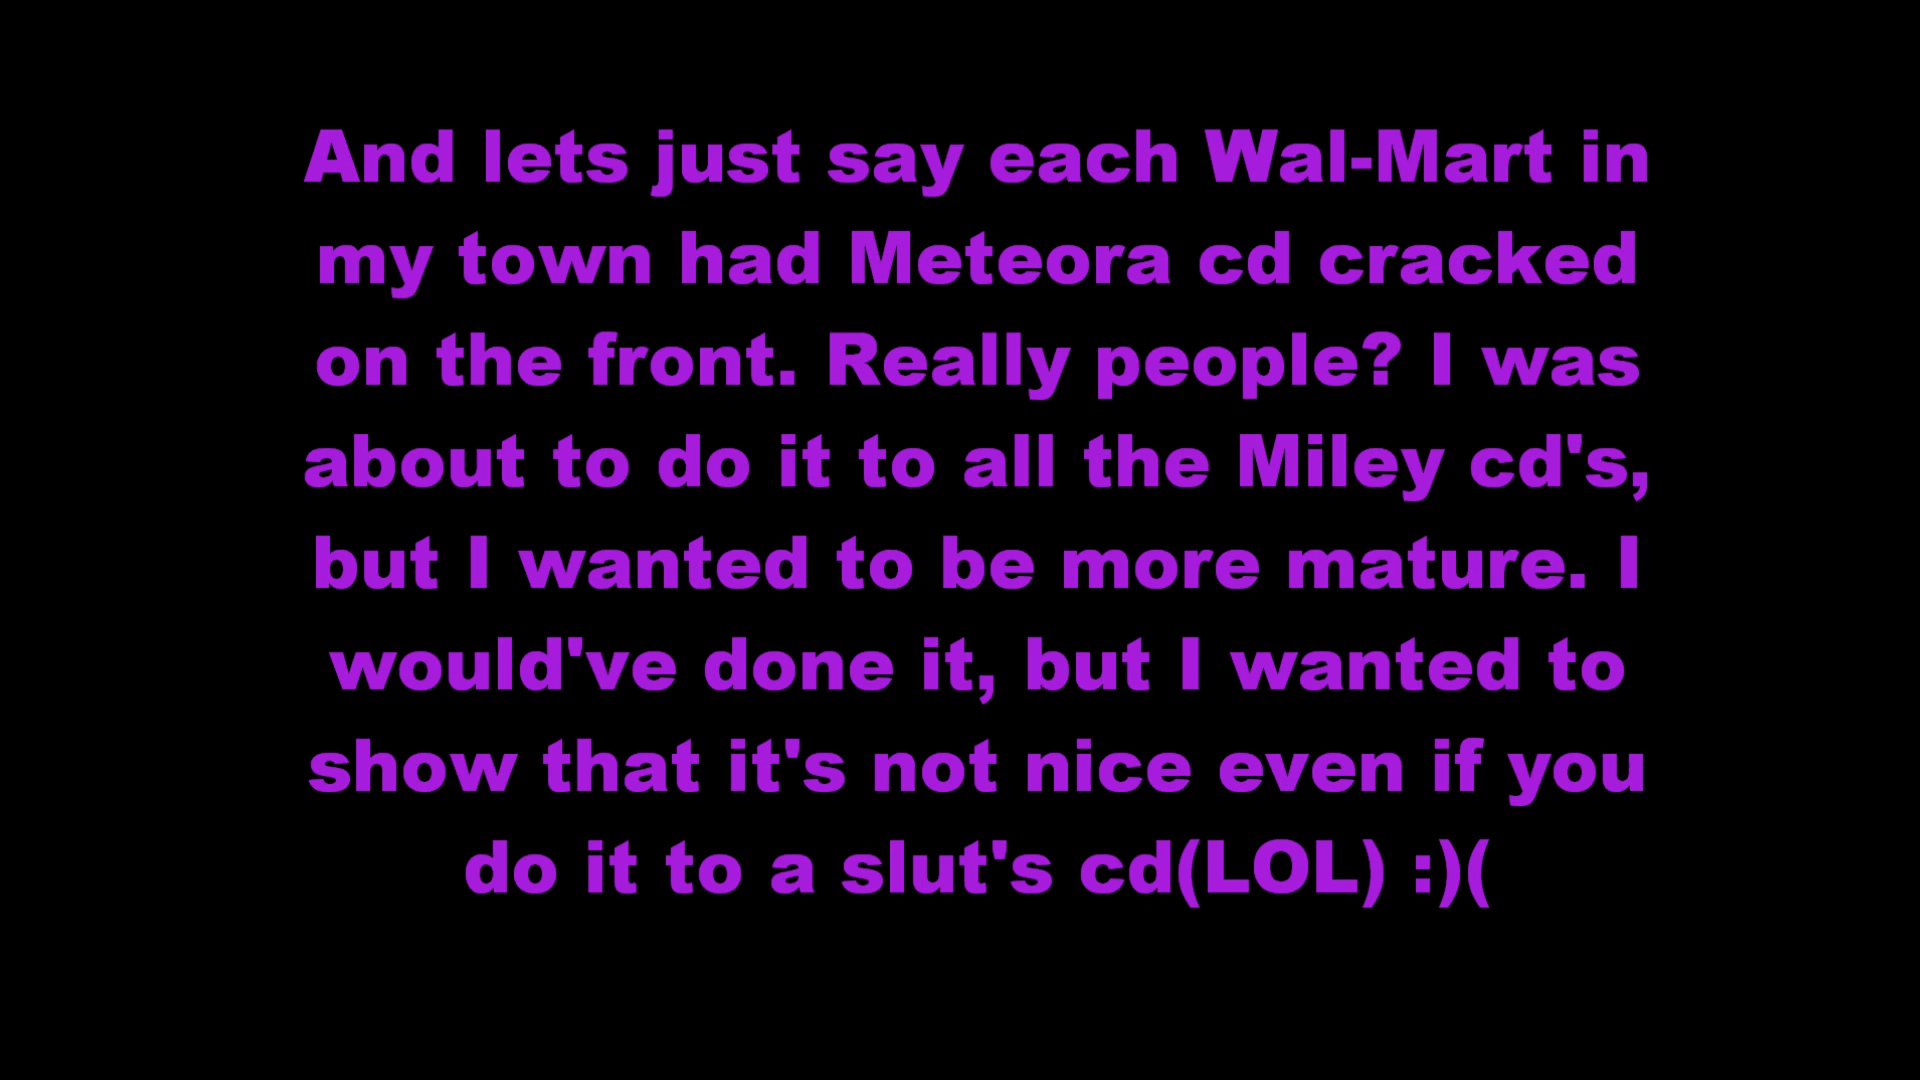 And lets just say each Wal-Mart in
my town had Meteora cd cracked
on the front. Really people? I was
about to do it to all the Miley cd's,
but I wanted to be more mature. I
would've done it, but I wanted to
show that it's not nice even if you
do it to a slut's cd(LOL) :)(